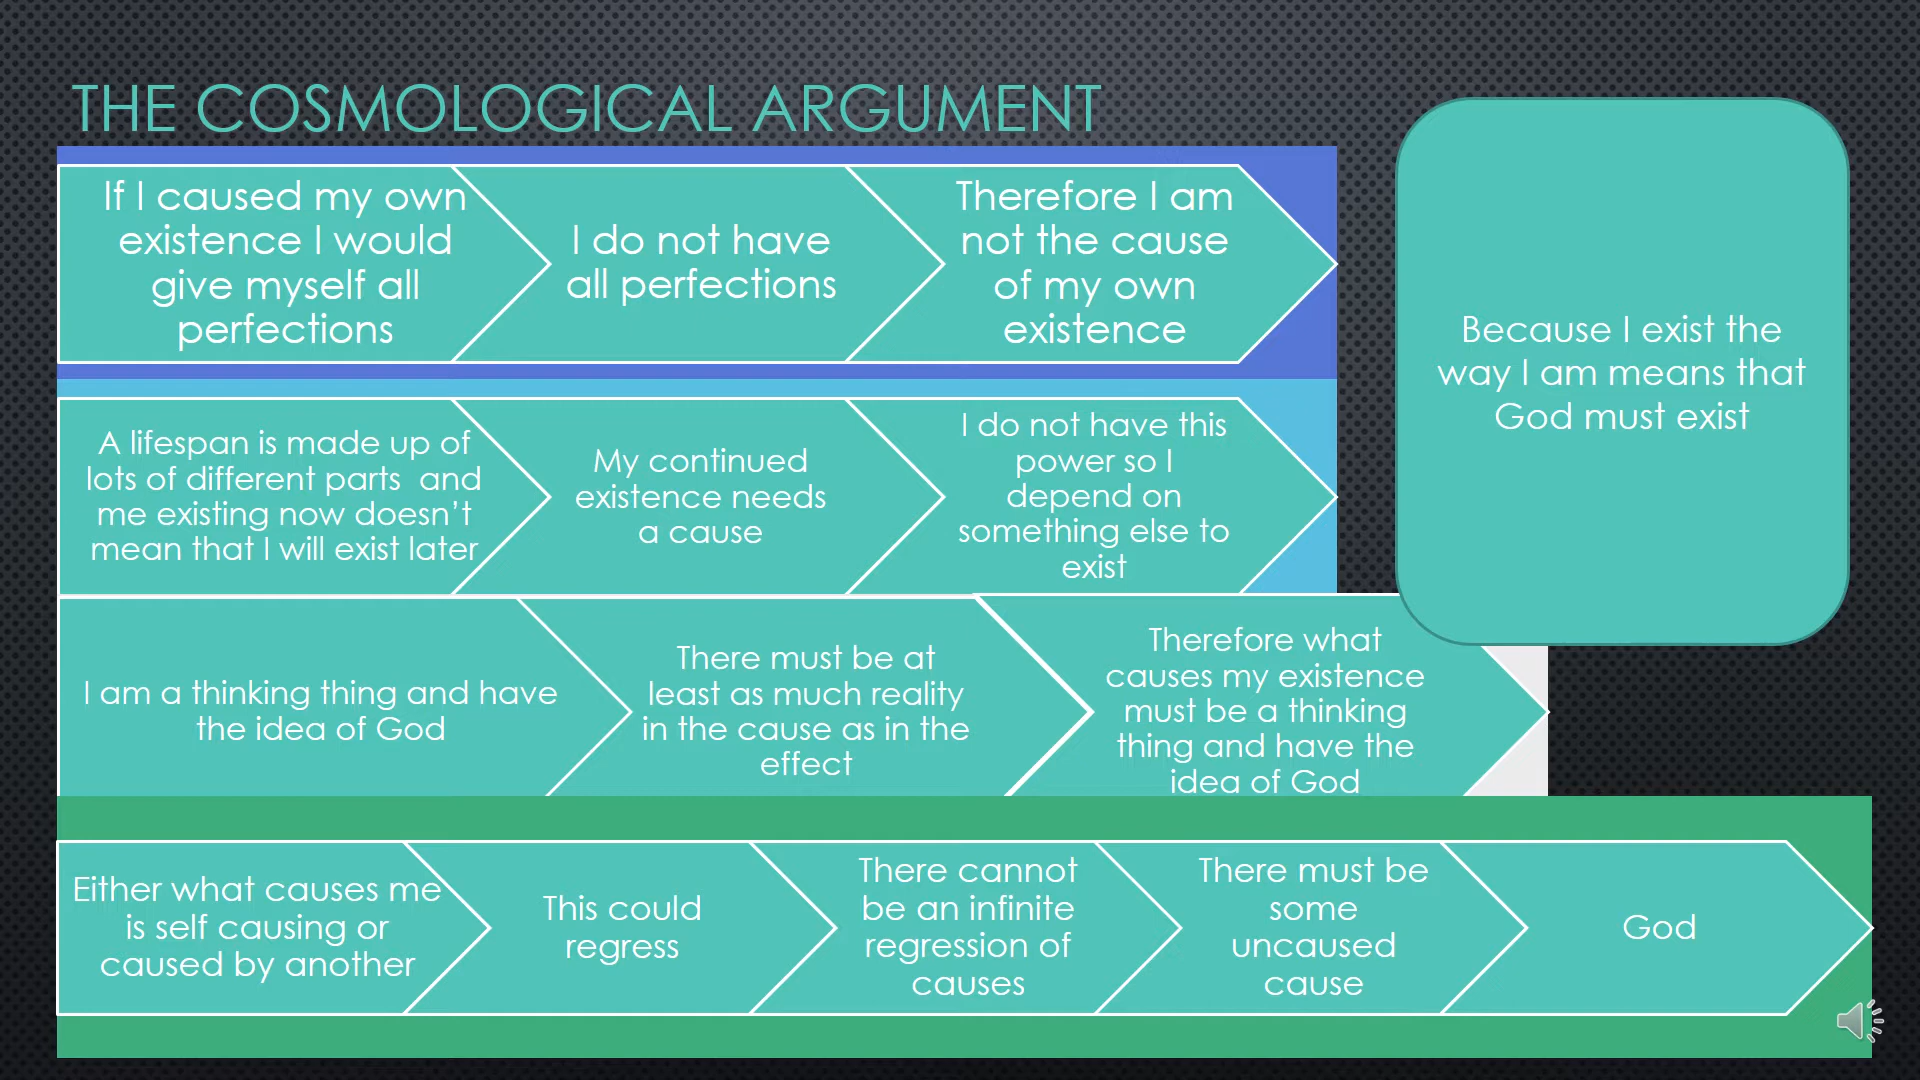 THE COSMOLOGICAL ARGUMENT
If I caused my own
existence I would
give myself all
perfections
I do not have
all perfections
Therefore I am
not the cause
of my own
existence
Because I exist the
way I am means that
God must exist
A lifespan is made up of
lots of different parts  and
me existing now doesn’t
mean that I will exist later
My continued
existence needs
a cause
I do not have this
power so I
depend on
something else to
exist
I am a thinking thing and have
the idea of God
There must be at
least as much reality
in the cause as in the
effect
Therefore what
causes my existence
must be a thinking
thing and have the
idea of God
Either what causes me
is self causing or
caused by another
This could
regress
There cannot
be an infinite
regression of
causes
There must be
some
uncaused
cause
God